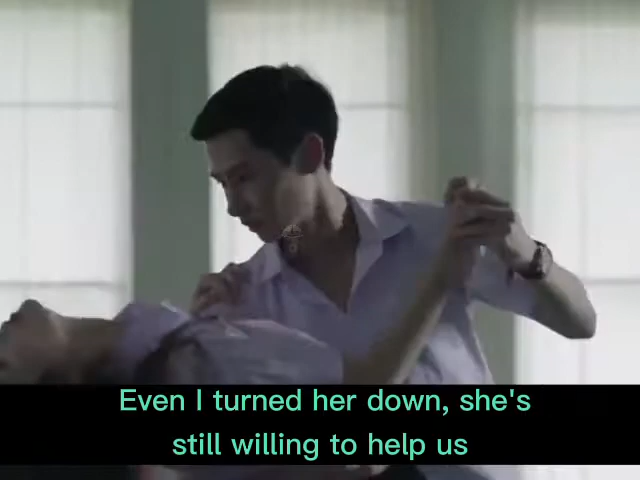 Even I turned her down, she's
still willing to help us